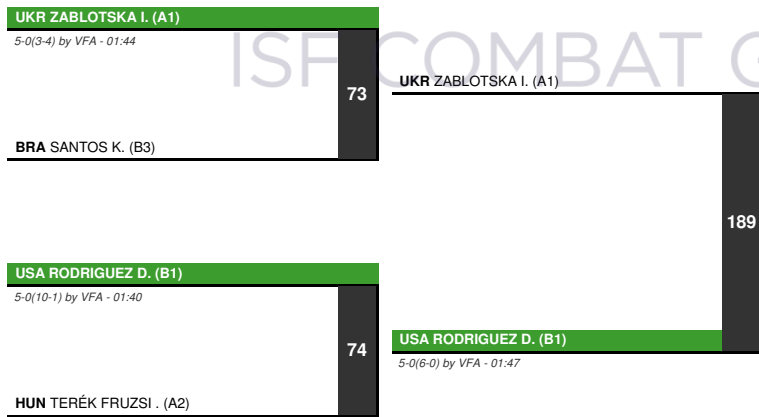 UKR ZABLOTSKA I. (A1)
5-0(3-4) by VFA - 01:44
ISF COMBAT G
73
UKR ZABLOTSKA I. (A1)
BRA SANTOS K. (B3)
189
USA RODRIGUEZ D. (B1)
5-0(10-1) by VFA - 01:40
74
USA RODRIGUEZ D. (B1)
5-0(6-0) by VFA - 01:47
HUN TERÉK FRUZSI . (A2)